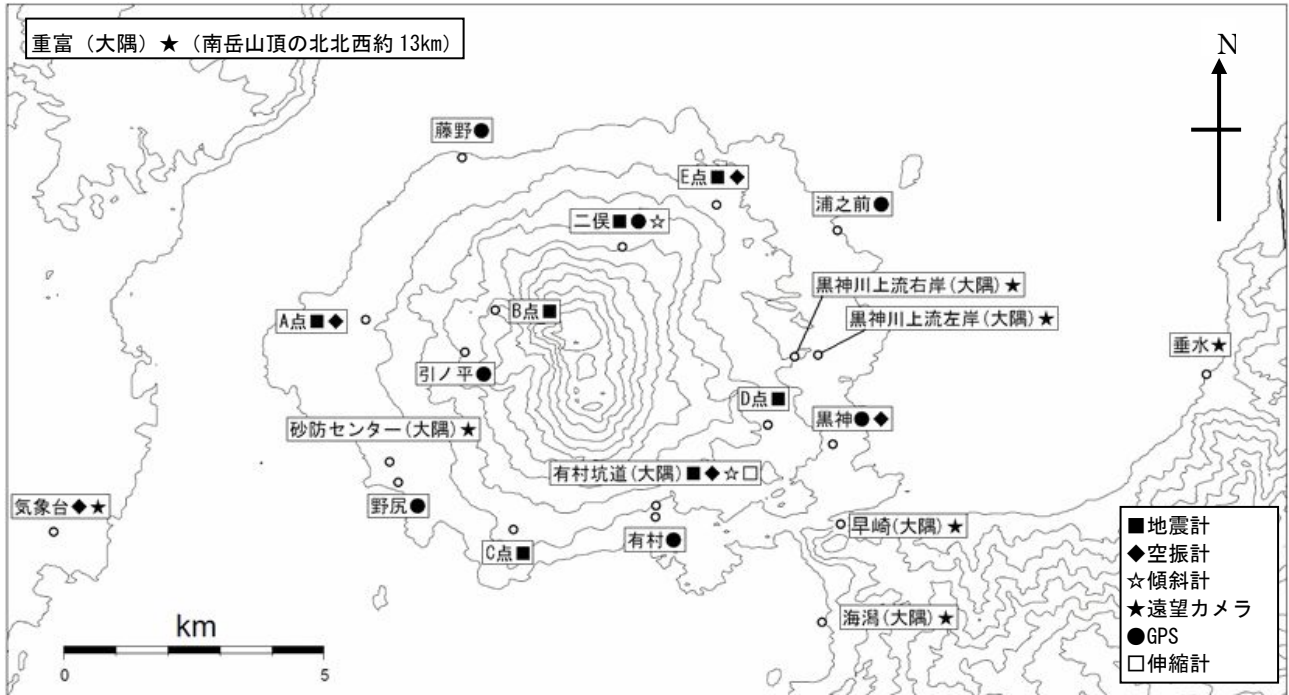 重富（大隅）★（南岳山頂の北北西約13km）
N
藤野●
E点■◆
浦之前●
二俣■●☆
黒神川上流右岸(大隅)★
黒神川上流左岸(大隅)★
B点■
A点■◆
垂水★
引ノ平●
D点■
黒神●◆
砂防センター(大隅)★
有村坑道(大隅)■◆☆□
気象台◆★
野尻●
早崎(大隅)★
有村●
C点■
海潟(大隅)★
km
0 5
■地震計
◆空振計
☆傾斜計
★遠望カメラ
●GPS
□伸縮計